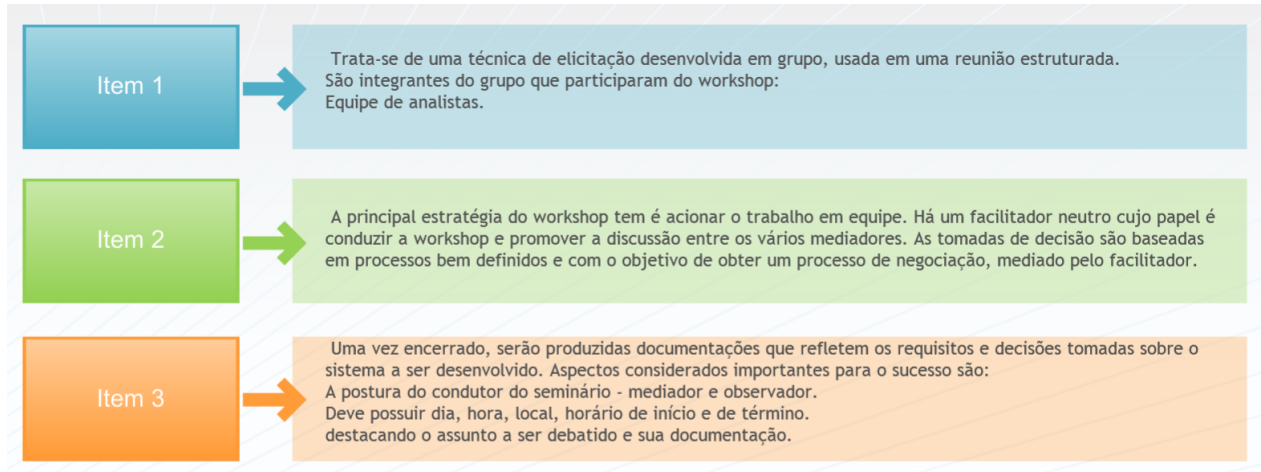 Item 1
Trata-se de uma técnica de elicitação desenvolvida em grupo, usada em uma reunião estruturada.
São integrantes do grupo que participaram do workshop:
Equipe de analistas.
Item 2
A principal estratégia do workshop tem é acionar o trabalho em equipe. Há um facilitador neutro cujo papel é
conduzir a workshop e promover a discussão entre os vários mediadores. As tomadas de decisão são baseadas
em processos bem definidos e com o objetivo de obter um processo de negociação, mediado pelo facilitador.
Item 3
Uma vez encerrado, serão produzidas documentações que refletem os requisitos e decisões tomadas sobre o
sistema a ser desenvolvido. Aspectos considerados importantes para o sucesso são:
A postura do condutor do seminário - mediador e observador.
Deve possuir dia, hora, local, horário de início e de término.
destacando o assunto a ser debatido e sua documentação.